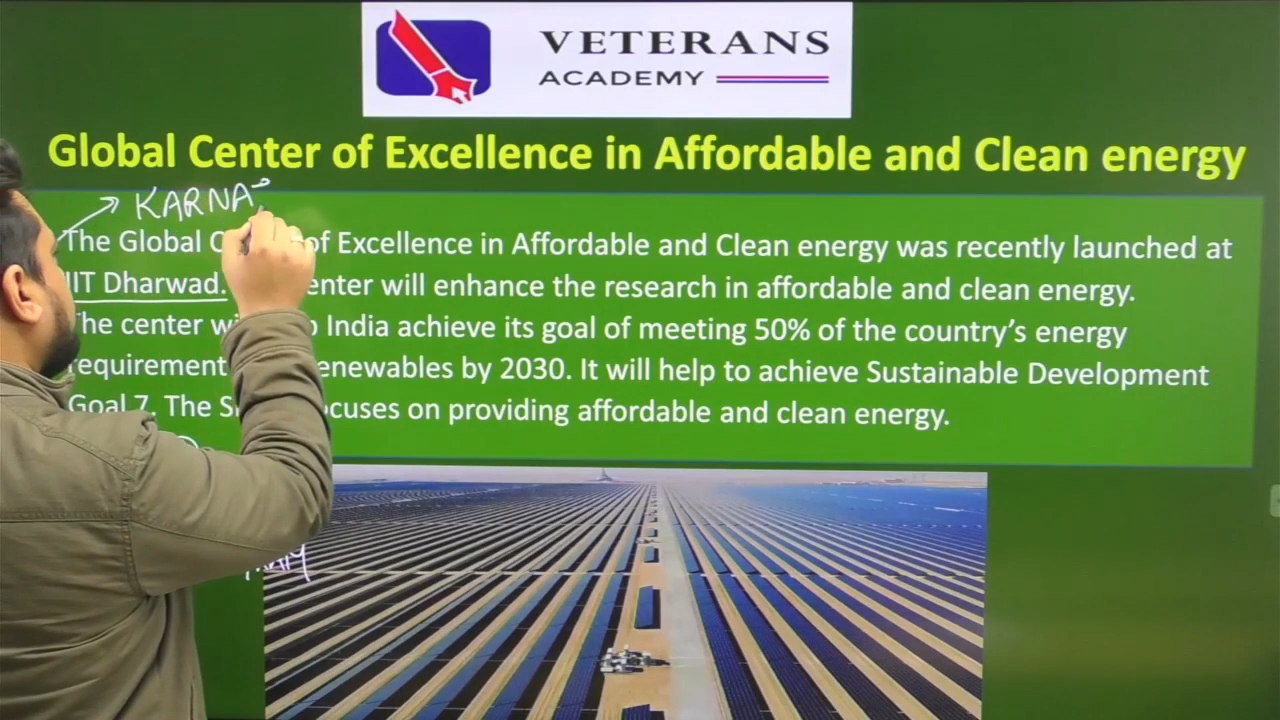 VETERANS
ACADEMY
Global Center of Excellence in Affordable and Clean energy
KARNA
The Global of Excellence in Affordable and Clean energy was recently launched at
IIT Dharwad. enter will enhance the research in affordable and clean energy.
The center India achieve its goal of meeting 50% of the country's energy
requirement enewables by 2030. It will help to achieve Sustainable Development
Goal 7. The ocuses on providing affordable and clean energy.